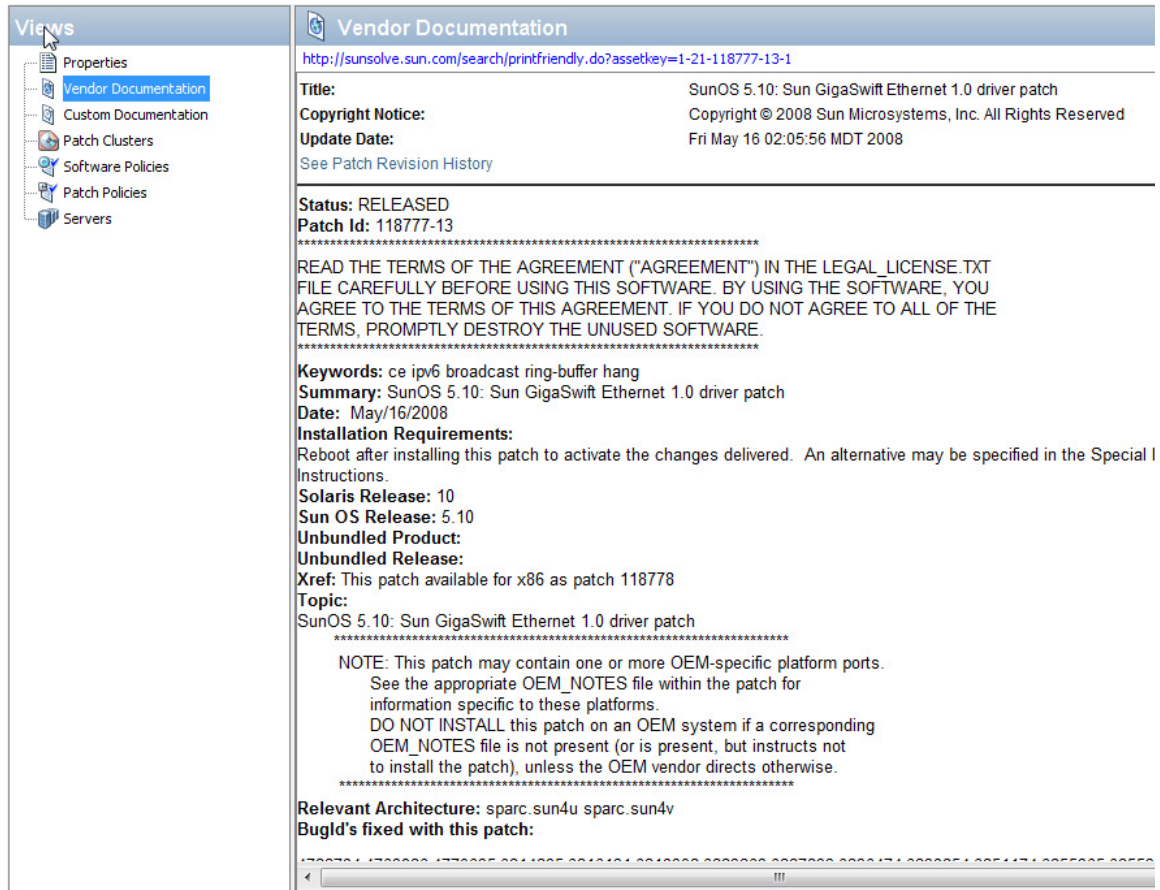 Views
Properties
Vendor Documentation
Custom Documentation
Patch Clusters
Software Policies
Patch Policies
Servers
Vendor Documentation
http://sunsolve.sun.com/search/printfriendly.do?assetkey=1-21-118777-13-1
Title: SunOS 5.10: Sun GigaSwift Ethernet 1.0 driver patch
Copyright Notice: Copyright © 2008 Sun Microsystems, Inc. All Rights Reserved
Update Date: Fri May 16 02:05:56 MDT 2008
See Patch Revision History
Status: RELEASED
Patch Id: 118777-13
***********************************************************************
READ THE TERMS OF THE AGREEMENT ("AGREEMENT") IN THE LEGAL_LICENSE.TXT
FILE CAREFULLY BEFORE USING THIS SOFTWARE. BY USING THE SOFTWARE, YOU
AGREE TO THE TERMS OF THIS AGREEMENT. IF YOU DO NOT AGREE TO ALL OF THE
TERMS, PROMPTLY DESTROY THE UNUSED SOFTWARE.
***********************************************************************
Keywords: ce ipv6 broadcast ring-buffer hang
Summary: SunOS 5.10: Sun GigaSwift Ethernet 1.0 driver patch
Date: May/16/2008
Installation Requirements:
Reboot after installing this patch to activate the changes delivered. An alternative may be specified in the Special
Instructions.
Solaris Release: 10
Sun OS Release: 5.10
Unbundled Product:
Unbundled Release:
Xref: This patch available for x86 as patch 118778
Topic:
SunOS 5.10: Sun GigaSwift Ethernet 1.0 driver patch
**********************************************************************
NOTE: This patch may contain one or more OEM-specific platform ports.
See the appropriate OEM_NOTES file within the patch for
information specific to these platforms.
DO NOT INSTALL this patch on an OEM system if a corresponding
OEM_NOTES file is not present (or is present, but instructs not
to install the patch), unless the OEM vendor directs otherwise.
**********************************************************************
Relevant Architecture: sparc.sun4u sparc.sun4v
BugId's fixed with this patch: